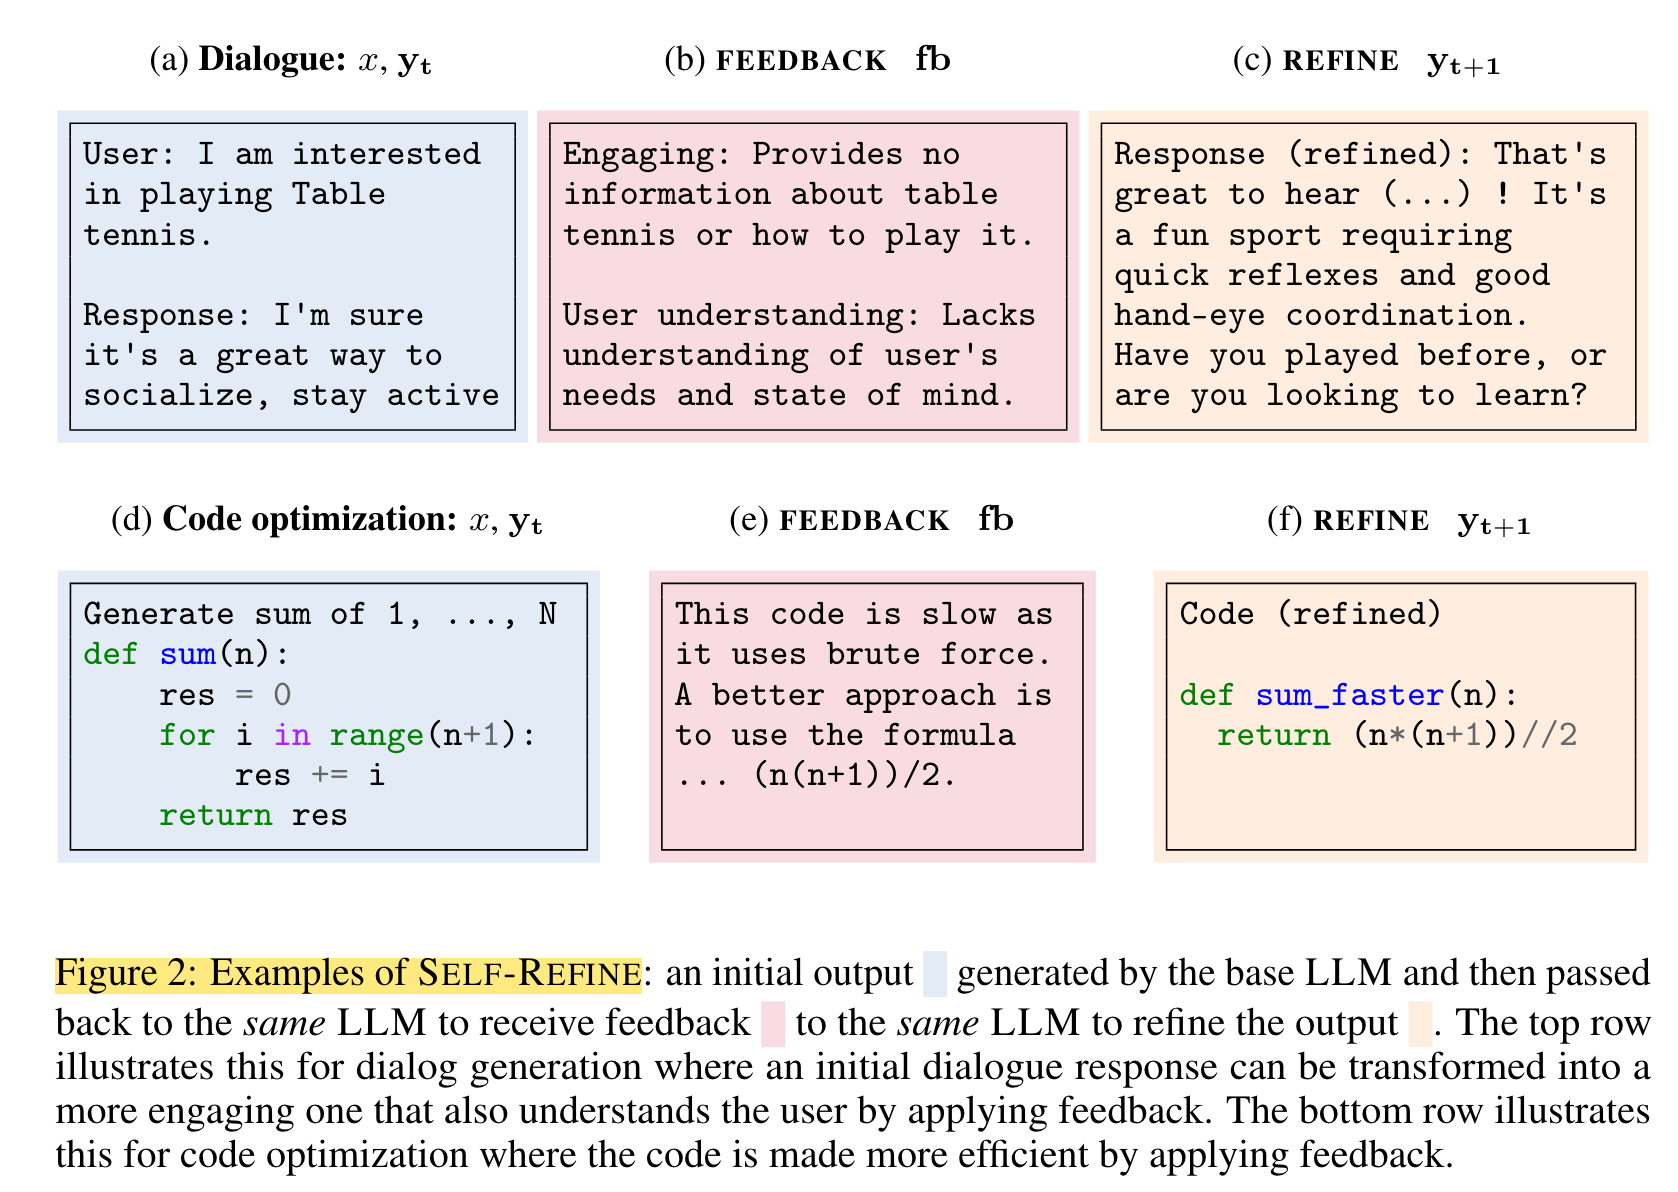 (a) Dialogue: x, yt
(b) FEEDBACK fb
(c) REFINE yt+1
User: I am interested
in playing Table
tennis.
Response: I'm sure
it's a great way to
socialize, stay active
Engaging: Provides no
information about table
tennis or how to play it.
User understanding: Lacks
understanding of user's
needs and state of mind.
Response (refined): That's
great to hear (...) ! It's
a fun sport requiring
quick reflexes and good
hand-eye coordination.
Have you played before, or
are you looking to learn?
(d) Code optimization: x, yt
(e) FEEDBACK fb
(f) REFINE yt+1
Generate sum of 1, ..., N
def sum(n):
    res = 0
    for i in range(n+1):
        res += i
    return res
This code is slow as
it uses brute force.
A better approach is
to use the formula
... (n(n+1))/2.
Code (refined)
def sum_faster(n):
  return (n*(n+1))//2
Figure 2: Examples of SELF-REFINE: an initial output generated by the base LLM and then passed
back to the same LLM to receive feedback to the same LLM to refine the output . The top row
illustrates this for dialog generation where an initial dialogue response can be transformed into a
more engaging one that also understands the user by applying feedback. The bottom row illustrates
this for code optimization where the code is made more efficient by applying feedback.